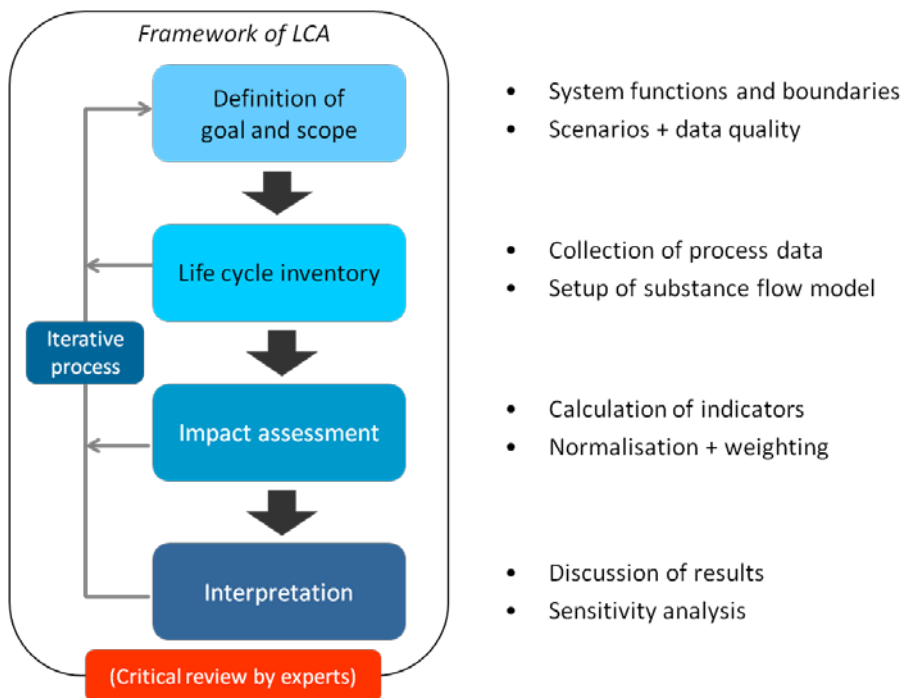 Framework of LCA
Definition of
goal and scope
• System functions and boundaries
• Scenarios + data quality
Life cycle inventory
• Collection of process data
• Setup of substance flow model
Iterative
process
Impact assessment
• Calculation of indicators
• Normalisation + weighting
Interpretation
• Discussion of results
• Sensitivity analysis
(Critical review by experts)